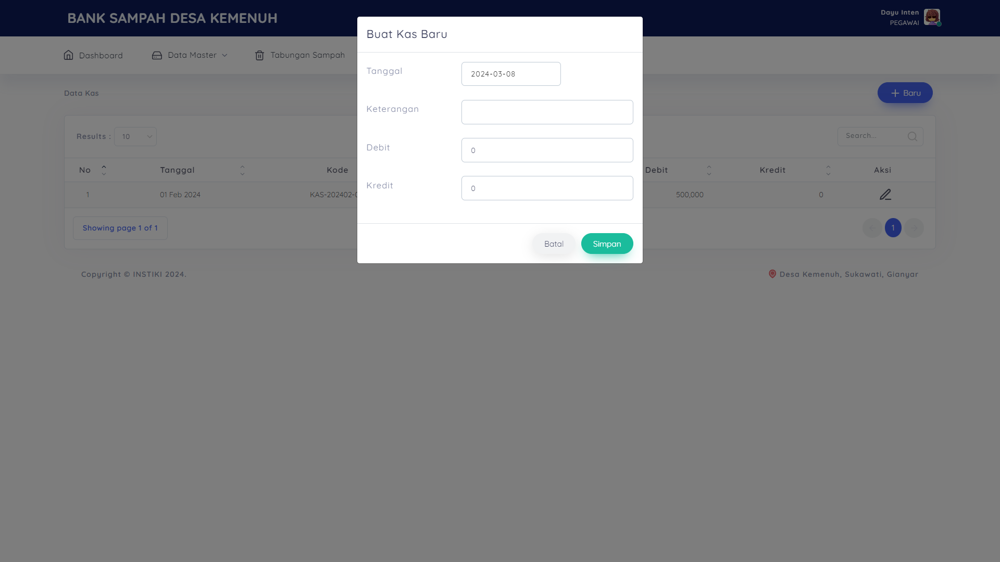 BANK SAMPAH DESA KEMENUH
Dayu Inten
PEGAWAI
Dashboard
Data Master
Tabungan Sampah
Data Kas
Baru
Results :
10
Search...
No
Tanggal
Kode
Debit
Kredit
Aksi
1
01 Feb 2024
KAS-202402-0
500,000
0
Showing page 1 of 1
1
Copyright © INSTIKI 2024.
Desa Kemenuh, Sukawati, Gianyar
Buat Kas Baru
Tanggal
2024-03-08
Keterangan
Debit
0
Kredit
0
Batal
Simpan